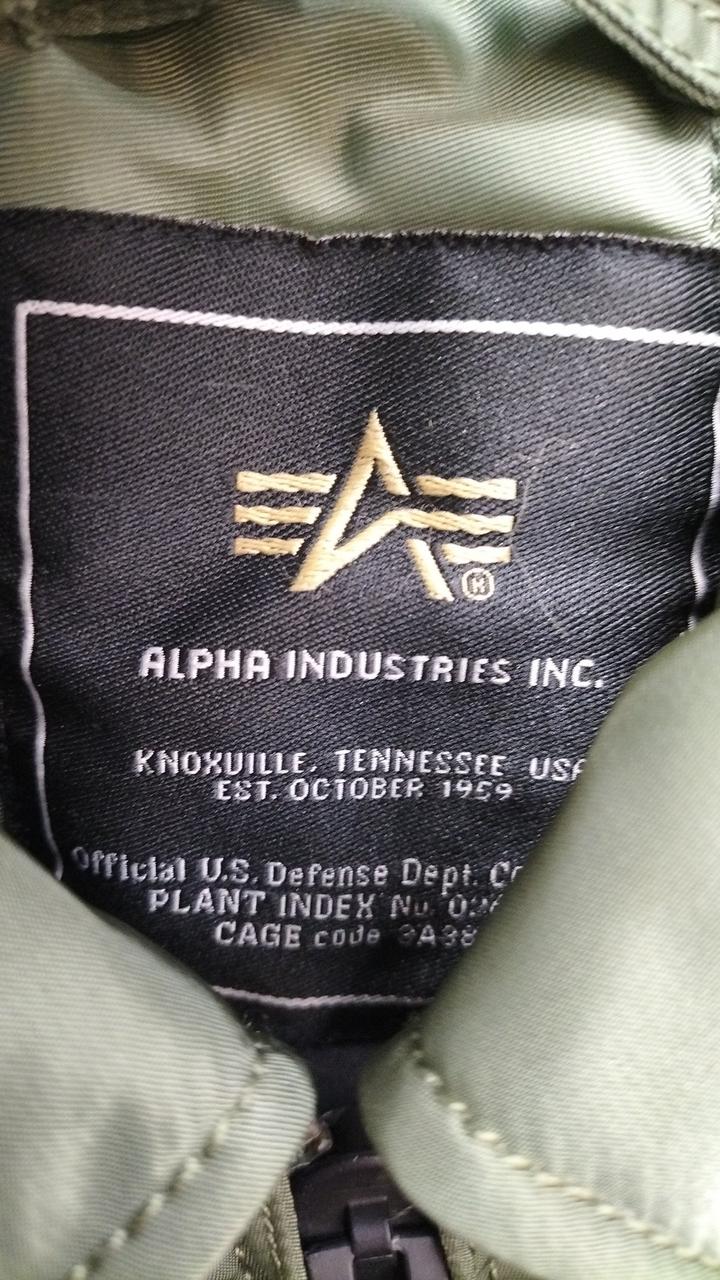 ALPHA INDUSTRIES INC.
KNOXVILLE, TENNESSEE USA
EST. OCTOBER 1959
Official U.S. Defense Dept.
PLANT INDEX No.
CAGE code